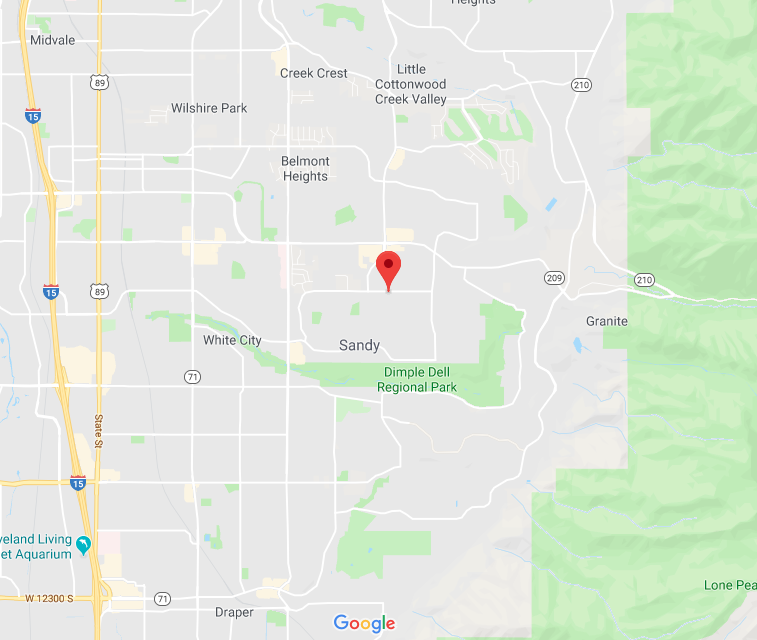 Heights
Midvale
Creek Crest
Little
Cottonwood
Creek Valley
89
210
Wilshire Park
15
Belmont
Heights
209
210
15
89
Granite
White City
Sandy
Dimple Dell
Regional Park
71
State St
15
veland Living
et Aquarium
Lone Pea
W 12300 S
71
Draper
Google